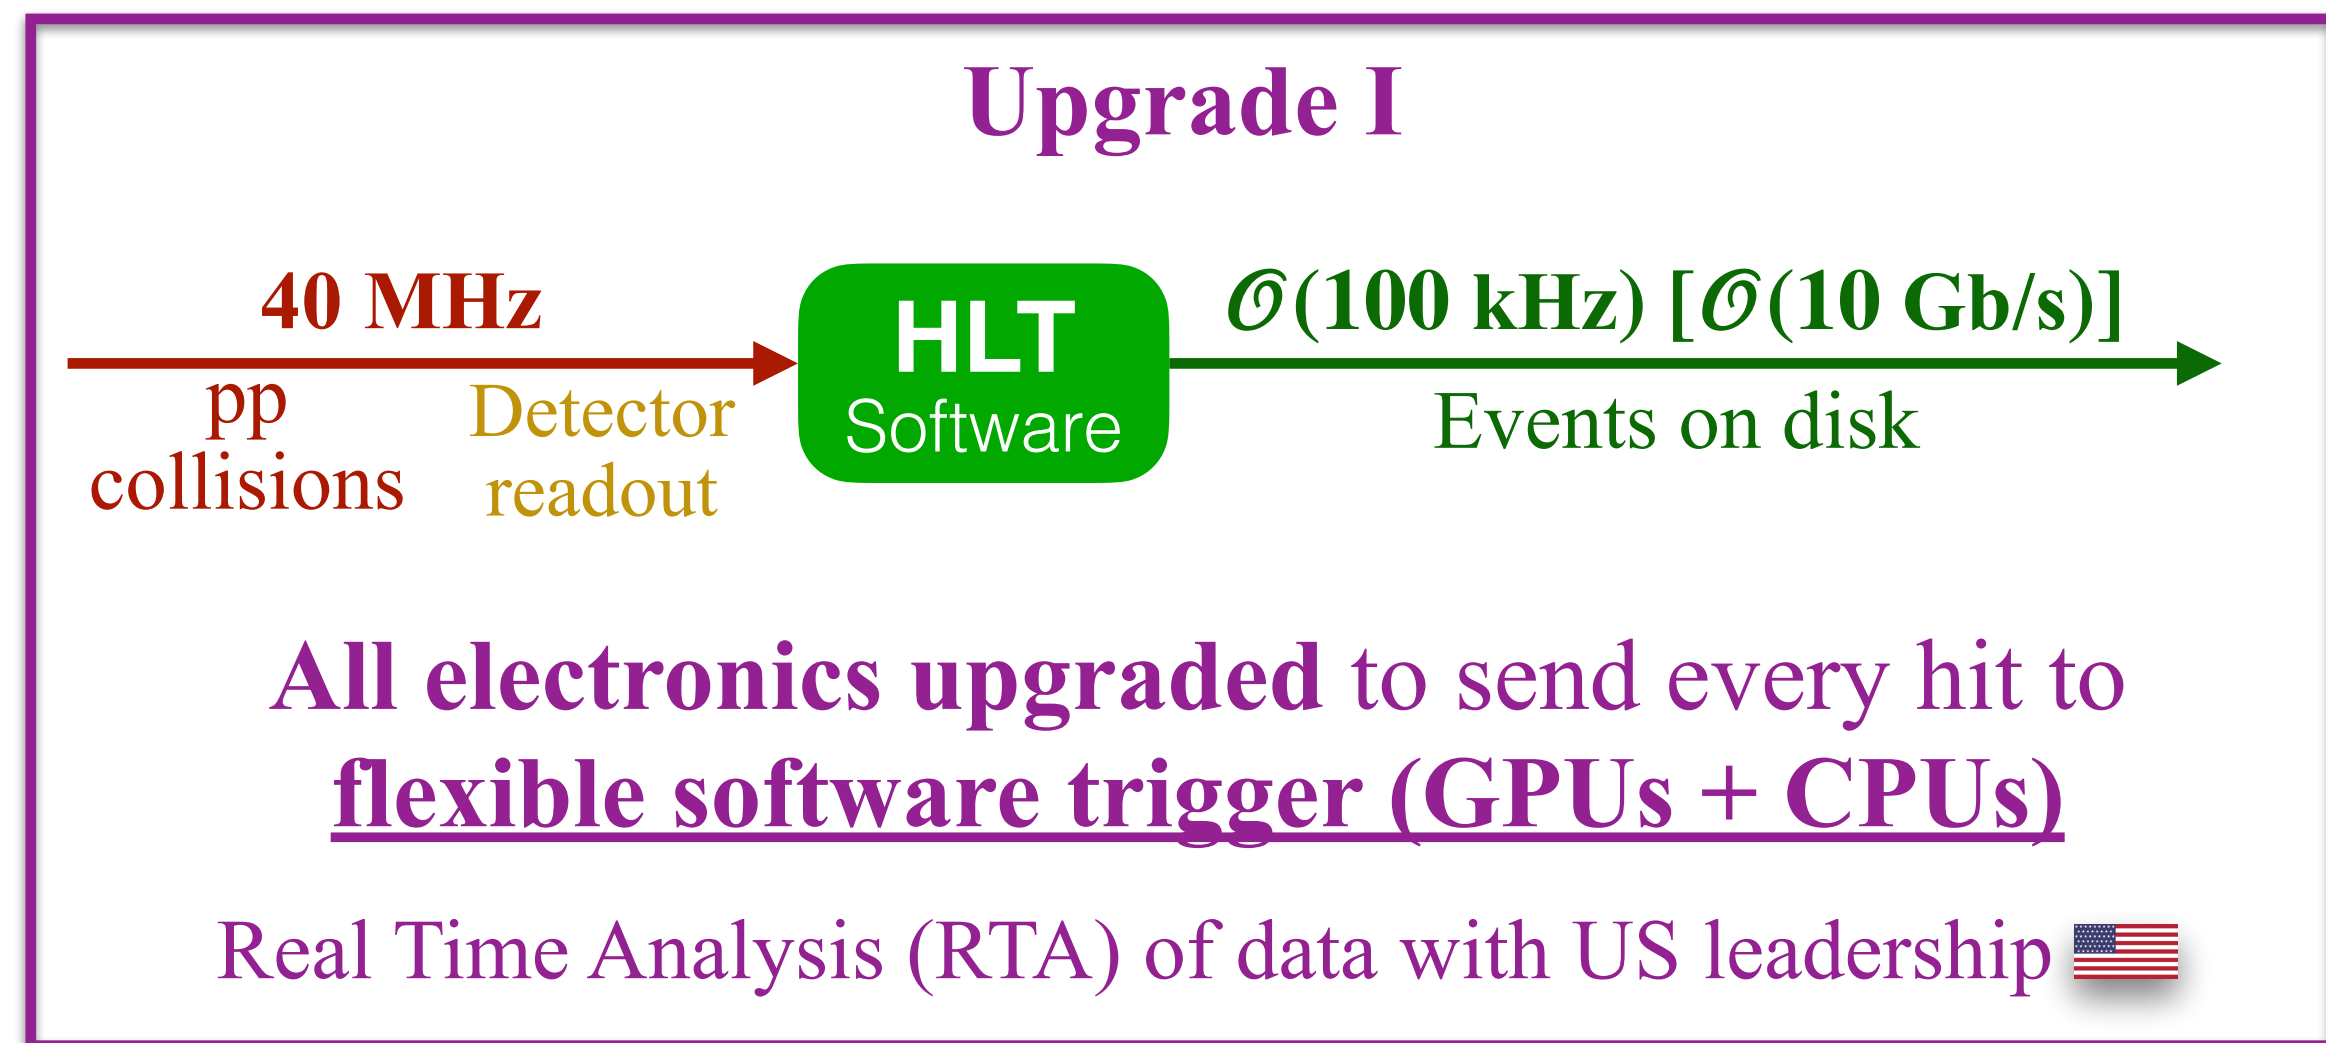 Upgrade I
40 MHz
pp
collisions
Detector
readout
HLT
Software
𝒪(100 kHz) [𝒪(10 Gb/s)]
Events on disk
All electronics upgraded to send every hit to
flexible software trigger (GPUs + CPUs)
Real Time Analysis (RTA) of data with US leadership